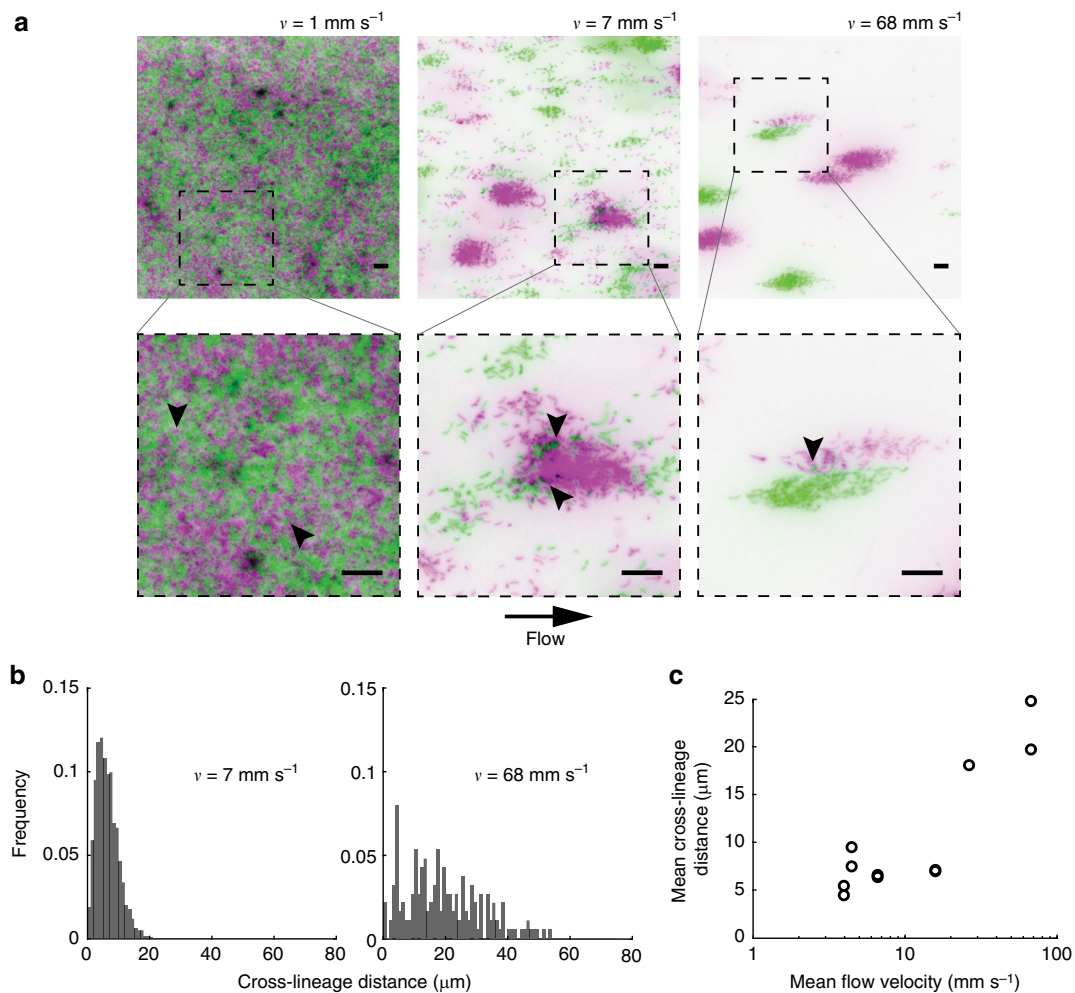 a
v = 1 mm s⁻¹
v = 7 mm s⁻¹
v = 68 mm s⁻¹
Flow
b
Frequency
0.15
0.1
0.05
0
v = 7 mm s⁻¹
0 20 40 60 80
0.15
0.1
0.05
0
v = 68 mm s⁻¹
0 20 40 60 80
Cross-lineage distance (μm)
c
Mean cross-lineage
distance (μm)
25
20
15
10
5
0
1 10 100
Mean flow velocity (mm s⁻¹)